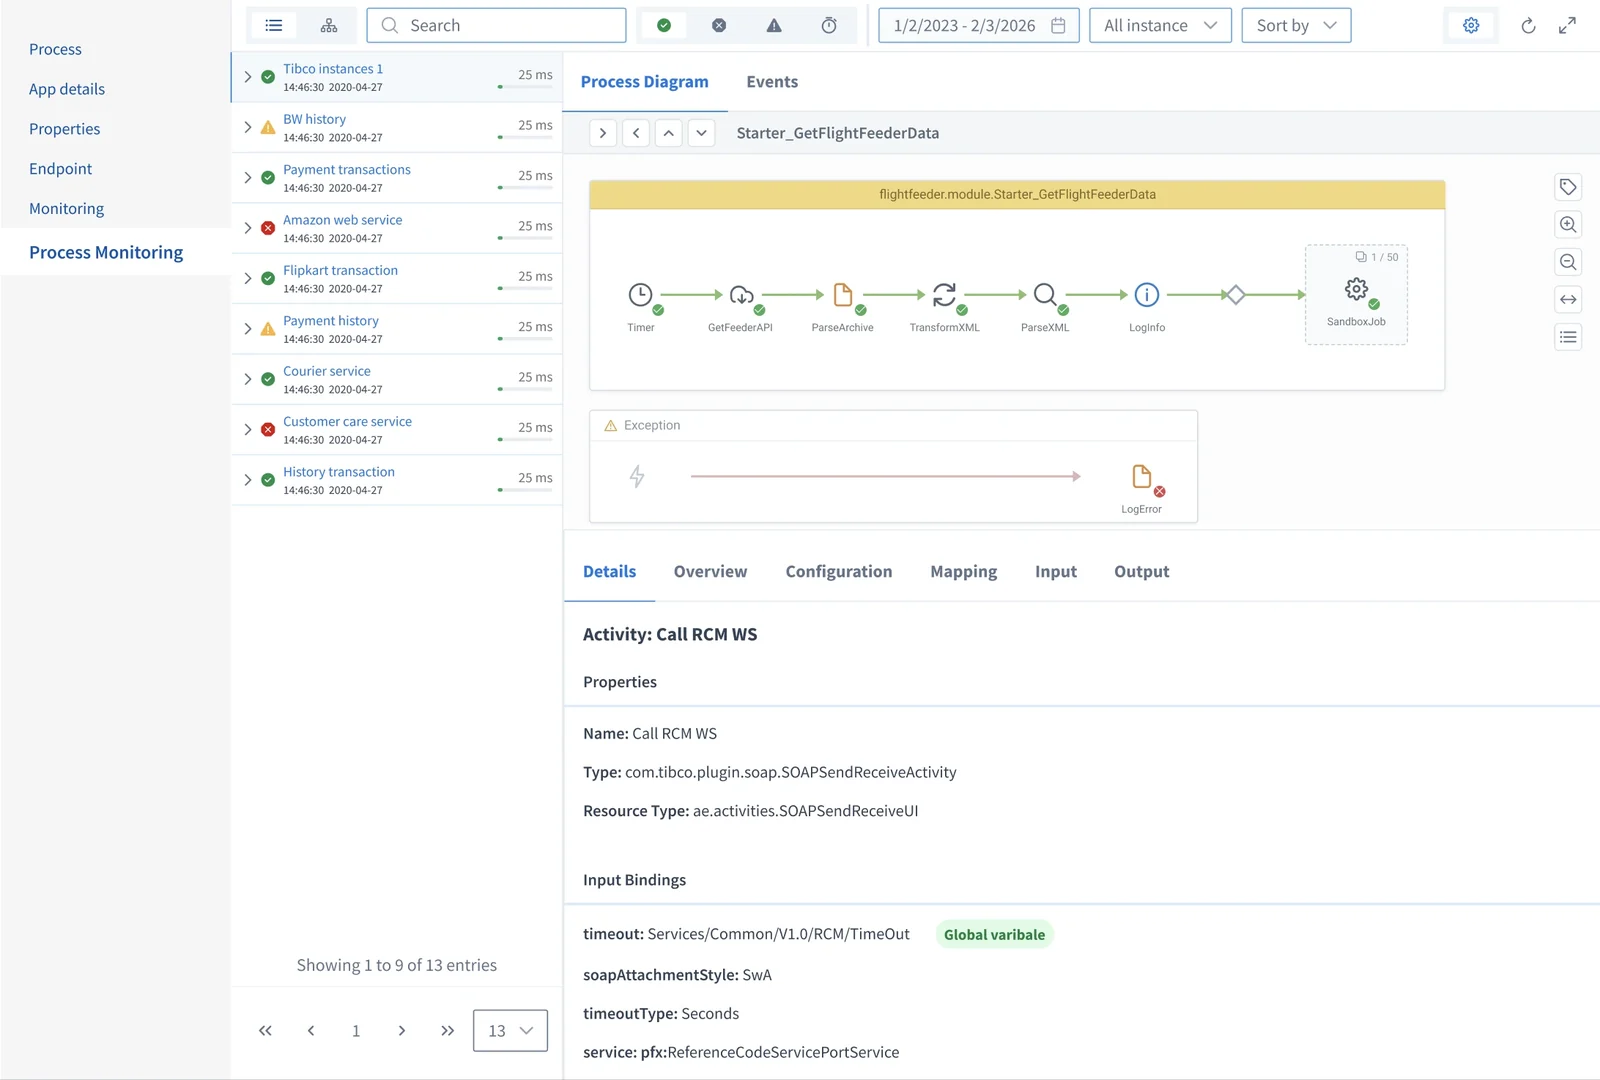 Process
App details
Properties
Endpoint
Monitoring
Process Monitoring
Search
1/2/2023 - 2/3/2026
All instance
Sort by
Tibco instances 1
25 ms
14:46:30 2020-04-27
BW history
25 ms
14:46:30 2020-04-27
Payment transactions
25 ms
14:46:30 2020-04-27
Amazon web service
25 ms
14:46:30 2020-04-27
Flipkart transaction
25 ms
14:46:30 2020-04-27
Payment history
25 ms
14:46:30 2020-04-27
Courier service
25 ms
14:46:30 2020-04-27
Customer care service
25 ms
14:46:30 2020-04-27
History transaction
25 ms
14:46:30 2020-04-27
Showing 1 to 9 of 13 entries
1
13
Process Diagram Events
Starter_GetFlightFeederData
flightfeeder.module.Starter_GetFlightFeederData
1 / 50
Timer GetFeederAPI ParseArchive TransformXML ParseXML LogInfo SandboxJob
Exception
LogError
Details Overview Configuration Mapping Input Output
Activity: Call RCM WS
Properties
Name: Call RCM WS
Type: com.tibco.plugin.soap.SOAPSendReceiveActivity
Resource Type: ae.activities.SOAPSendReceiveUI
Input Bindings
timeout: Services/Common/V1.0/RCM/TimeOut Global varibale
soapAttachmentStyle: SwA
timeoutType: Seconds
service: pfx:ReferenceCodeServicePortService